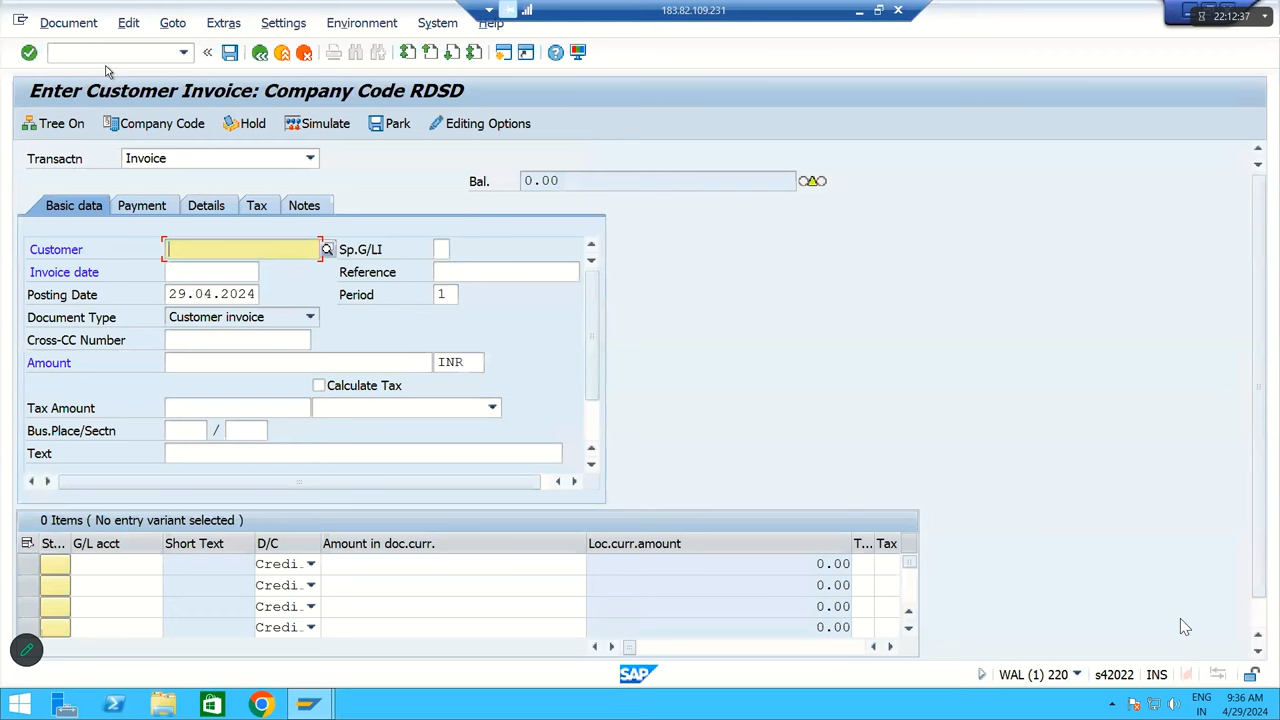 183.82.109.231
22:12:37
Document Edit Goto Extras Settings Environment System Help
Enter Customer Invoice: Company Code RDSD
Tree On Company Code Hold Simulate Park Editing Options
Transactn Invoice
Bal. 0.00
Basic data Payment Details Tax Notes
Customer Sp.G/LI
Invoice date Reference
Posting Date 29.04.2024 Period 1
Document Type Customer invoice
Cross-CC Number
Amount INR
Calculate Tax
Tax Amount
Bus.Place/Sectn /
Text
0 Items ( No entry variant selected )
St... G/L acct Short Text D/C Amount in doc.curr. Loc.curr.amount T... Tax
Credi… 0.00
Credi… 0.00
Credi… 0.00
Credi… 0.00
SAP WAL (1) 220 s42022 INS
ENG 9:36 AM
IN 4/29/2024